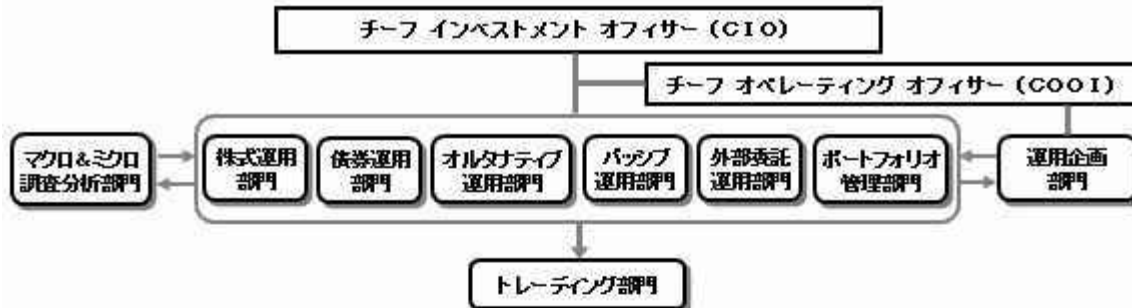 チーフ インベストメント オフィサー (CIO)
チーフ オペレーティング オフィサー (COOI)
マクロ&ミクロ
調査分析部門
株式運用
部門
債券運用
部門
オルタナティブ
運用部門
パッシブ
運用部門
外部委託
運用部門
ポートフォリオ
管理部門
運用企画
部門
トレーディング部門